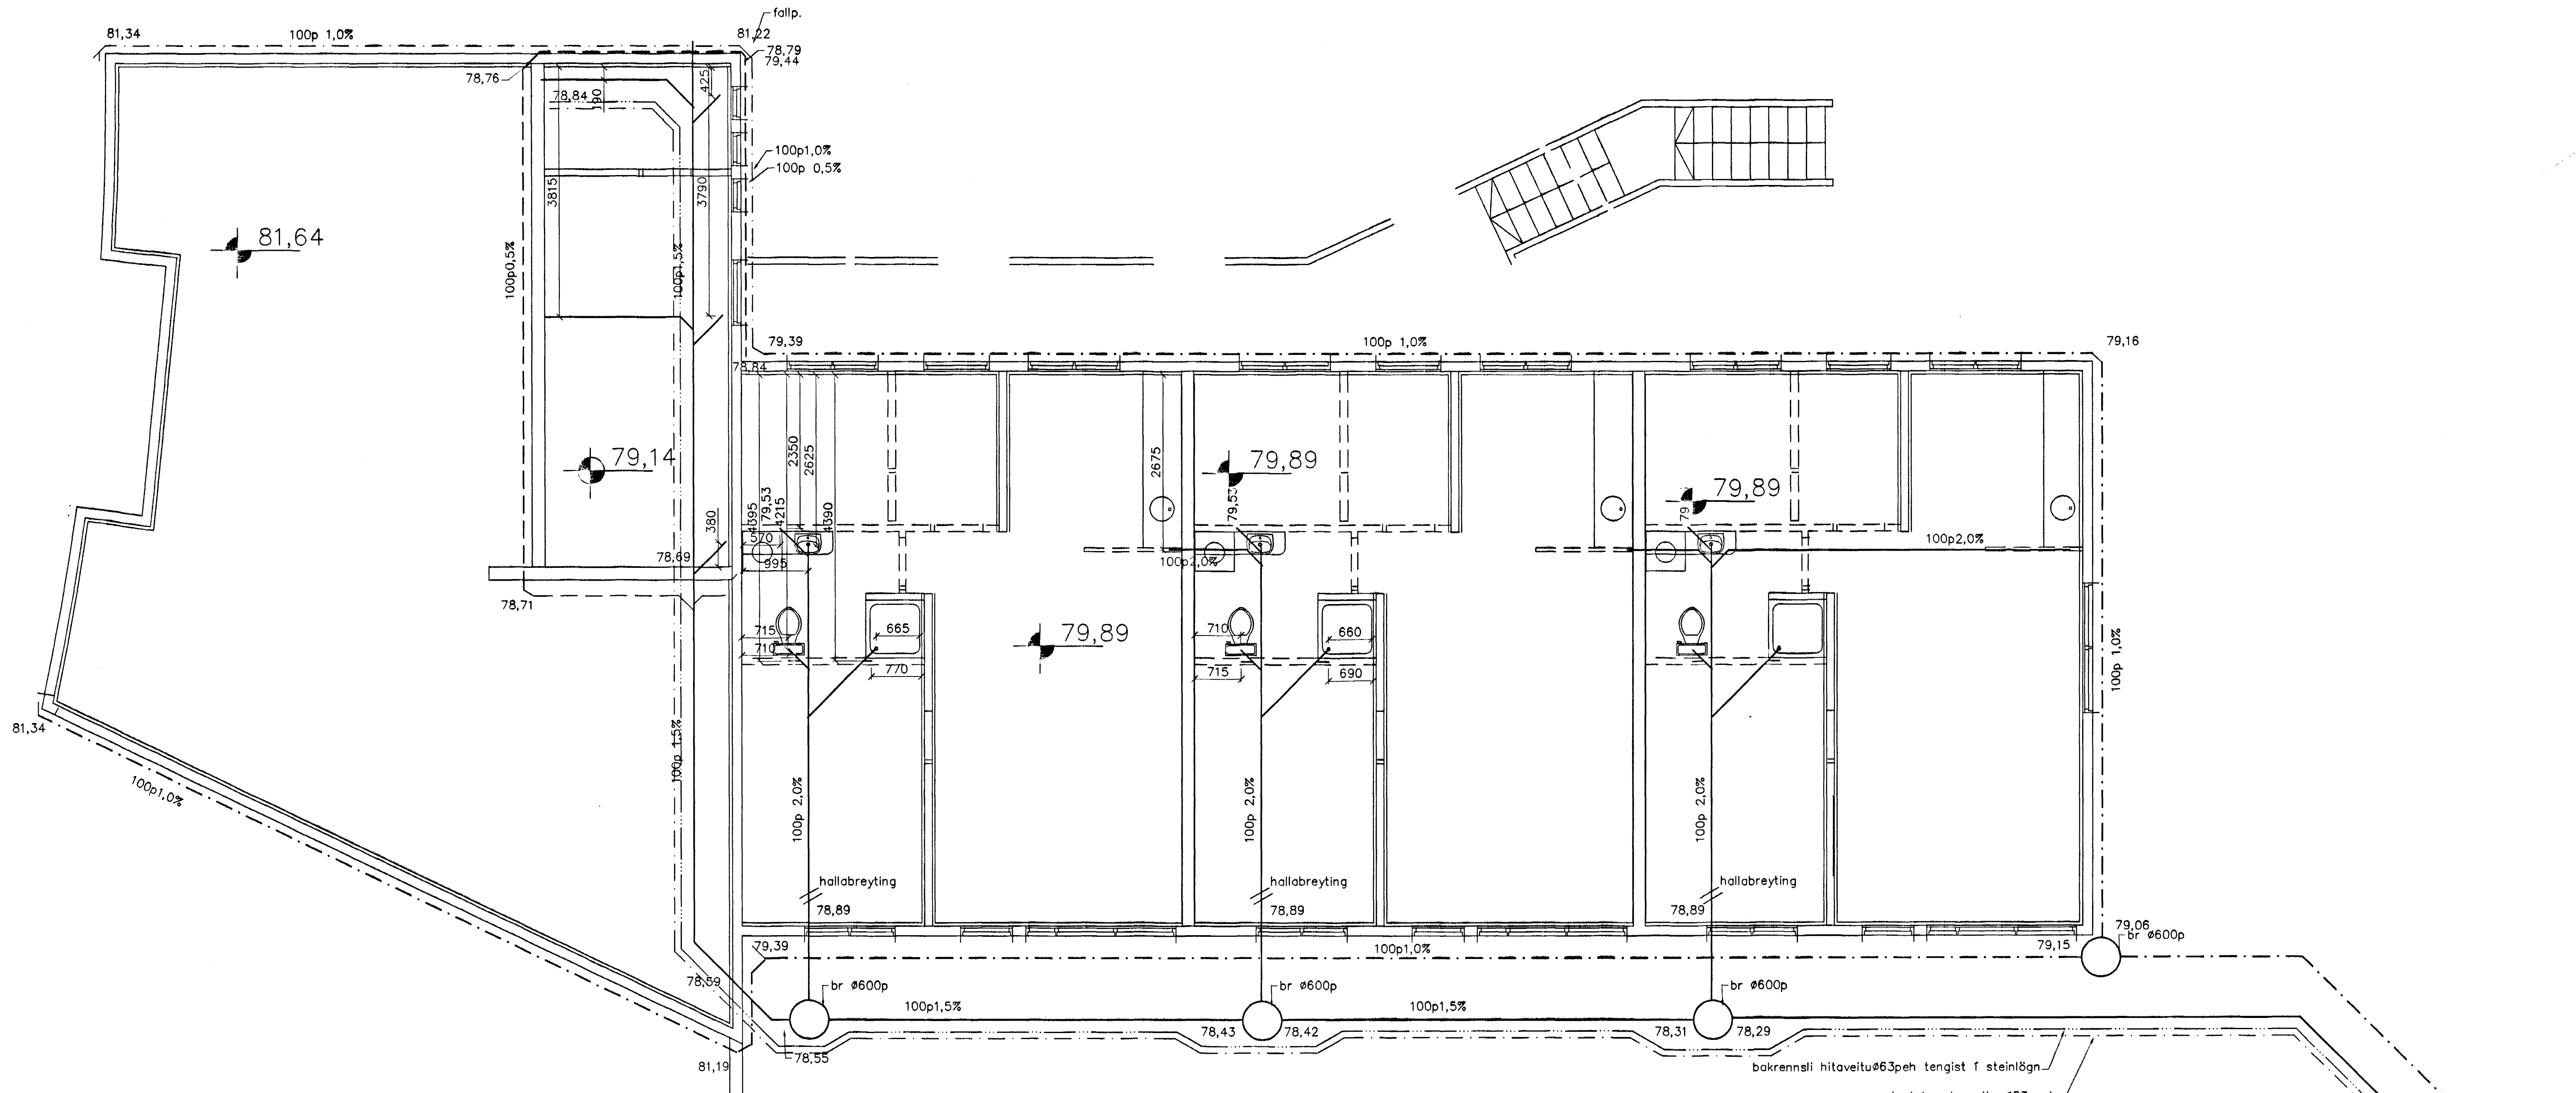 fallp.
81,34
100p 1,0%
81,22
78,79
79,44
78,76
425
78,84
190
100p1,0%
100p 0,5%
3815
3790
81,64
100p0,5%
100p1,5%
79,39
100p 1,0%
79,16
78,84
79,14
2350
2625
2675
79,89
79,89
4395
79,53
4215
4390
79,53
380
570
995
78,69
100p2,0%
100p2,0%
78,71
715
710
665
770
79,89
710
715
660
690
100p 1,0%
81,34
100p1,0%
100p 1,5%
100p 2,0%
100p 2,0%
100p 2,0%
hallabreyting
hallabreyting
hallabreyting
78,89
78,89
78,89
79,39
100p1,0%
79,15
79,06
br ø600p
78,59
br ø600p
br ø600p
br ø600p
100p1,5%
100p1,5%
78,43
78,42
78,31
78,29
78,55
81,19
bakrennsli hitaveituø63peh tengist í steinlögn